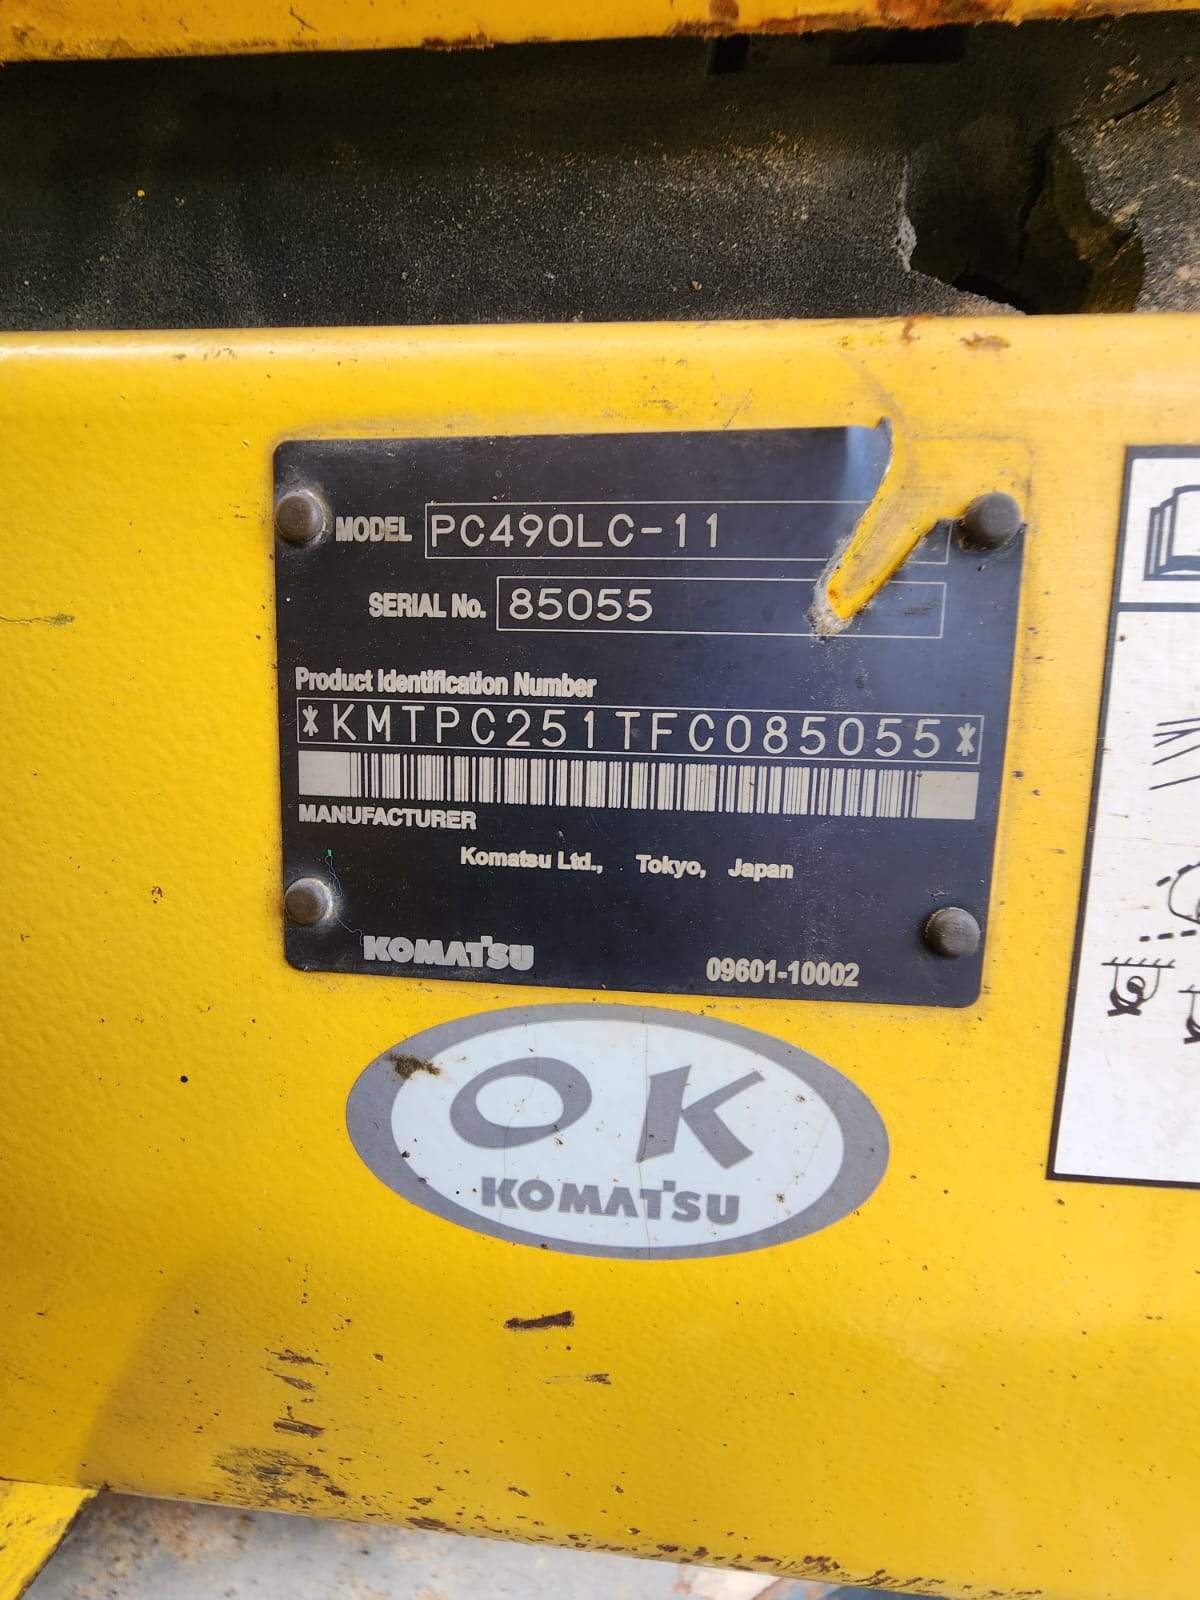 MODEL PC490LC-11
SERIAL No. 85055
Product Identification Number
*KMTPC251TFC085055*
MANUFACTURER
Komatsu Ltd., Tokyo, Japan
KOMATSU 09601-10002
OK
KOMATSU